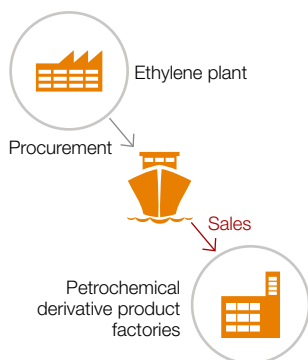 Ethylene plant
Procurement
Sales
Petrochemical
derivative product
factories